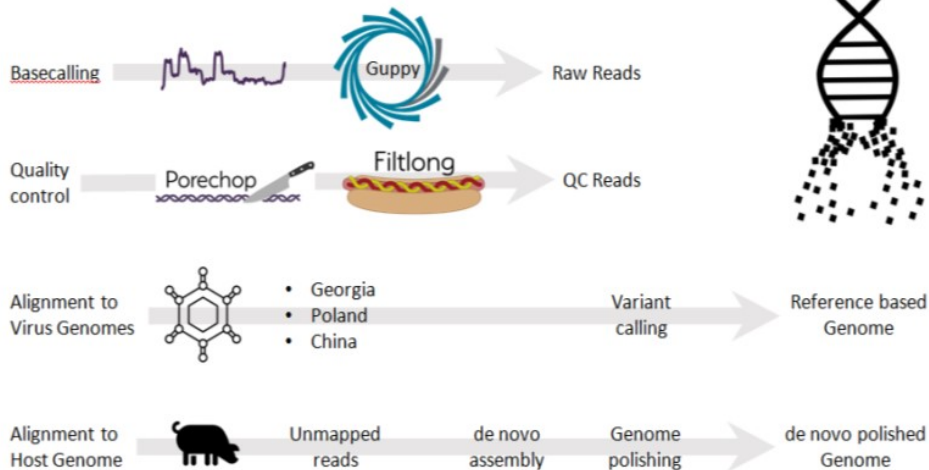 Basecalling
Guppy
Raw Reads
Quality
control
Porechop
Filtlong
QC Reads
Alignment to
Virus Genomes
• Georgia
• Poland
• China
Variant
calling
Reference based
Genome
Alignment to
Host Genome
Unmapped
reads
de novo
assembly
Genome
polishing
de novo polished
Genome